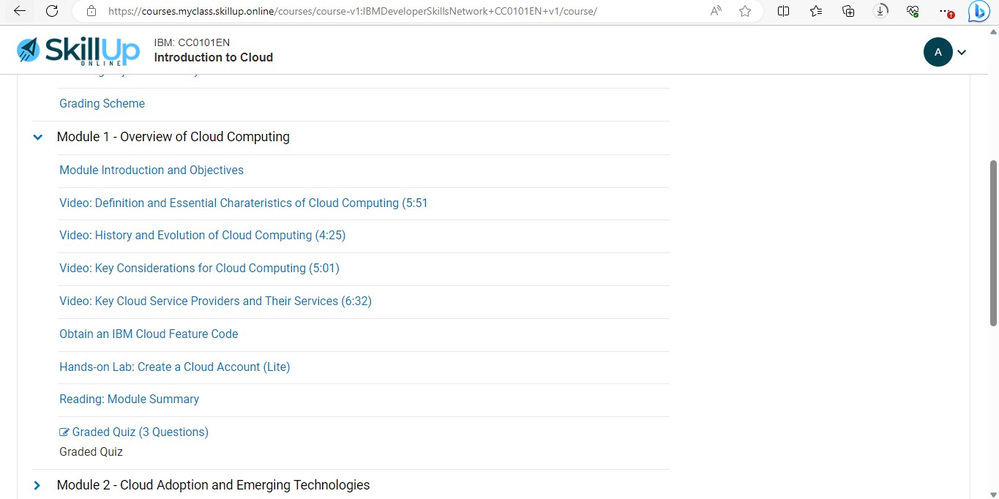 https://courses.myclass.skillup.online/courses/course-v1:IBMDeveloperSkillsNetwork+CC0101EN+v1/course/
SkillUp
ONLINE
IBM: CC0101EN
Introduction to Cloud
A
Grading Scheme
Module 1 - Overview of Cloud Computing
Module Introduction and Objectives
Video: Definition and Essential Charateristics of Cloud Computing (5:51
Video: History and Evolution of Cloud Computing (4:25)
Video: Key Considerations for Cloud Computing (5:01)
Video: Key Cloud Service Providers and Their Services (6:32)
Obtain an IBM Cloud Feature Code
Hands-on Lab: Create a Cloud Account (Lite)
Reading: Module Summary
Graded Quiz (3 Questions)
Graded Quiz
Module 2 - Cloud Adoption and Emerging Technologies